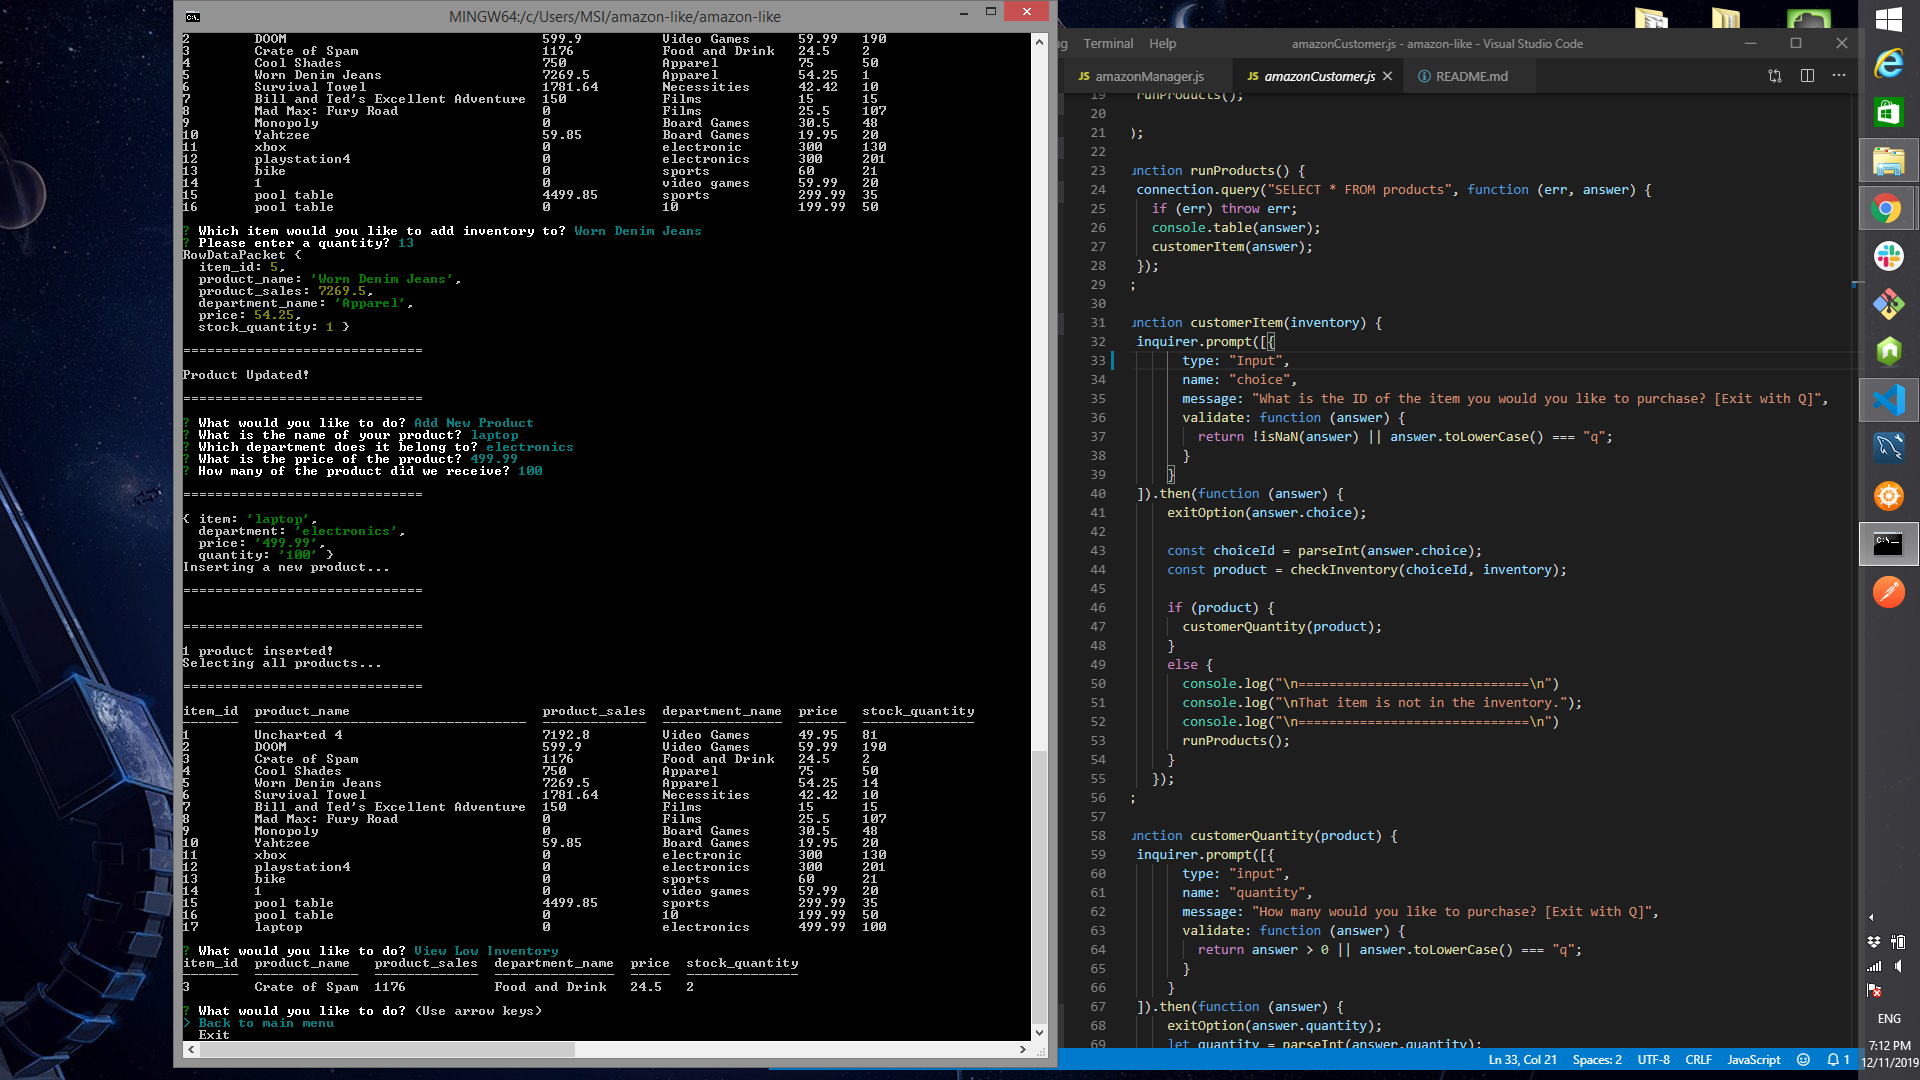 MINGW64:/c/Users/MSI/amazon-like/amazon-like
2 DOOM 599.9 Video Games 59.99 190
3 Crate of Spam 1176 Food and Drink 24.5 2
4 Cool Shades 750 Apparel 75 50
5 Worn Denim Jeans 7269.5 Apparel 54.25 1
6 Survival Towel 1781.64 Necessities 42.42 10
7 Bill and Ted's Excellent Adventure 150 Films 15 15
8 Mad Max: Fury Road 0 Films 25.5 107
9 Monopoly 0 Board Games 30.5 48
10 Yahtzee 59.85 Board Games 19.95 20
11 xbox 0 electronic 300 130
12 playstation4 0 electronics 300 201
13 bike 0 sports 60 21
14 1 0 video games 59.99 20
15 pool table 4499.85 sports 299.99 35
16 pool table 0 10 199.99 50
? Which item would you like to add inventory to? Worn Denim Jeans
? Please enter a quantity? 13
RowDataPacket {
item_id: 5,
product_name: 'Worn Denim Jeans',
product_sales: 7269.5,
department_name: 'Apparel',
price: 54.25,
stock_quantity: 1 }
==============================
Product Updated!
==============================
? What would you like to do? Add New Product
? What is the name of your product? laptop
? Which department does it belong to? electronics
? What is the price of the product? 499.99
? How many of the product did we receive? 100
==============================
{ item: 'laptop',
department: 'electronics',
price: '499.99',
quantity: '100' }
Inserting a new product...
==============================
==============================
1 product inserted!
Selecting all products...
==============================
item_id product_name product_sales department_name price stock_quantity
1 Uncharted 4 7192.8 Video Games 49.95 81
2 DOOM 599.9 Video Games 59.99 190
3 Crate of Spam 1176 Food and Drink 24.5 2
4 Cool Shades 750 Apparel 75 50
5 Worn Denim Jeans 7269.5 Apparel 54.25 14
6 Survival Towel 1781.64 Necessities 42.42 10
7 Bill and Ted's Excellent Adventure 150 Films 15 15
8 Mad Max: Fury Road 0 Films 25.5 107
9 Monopoly 0 Board Games 30.5 48
10 Yahtzee 59.85 Board Games 19.95 20
11 xbox 0 electronic 300 130
12 playstation4 0 electronics 300 201
13 bike 0 sports 60 21
14 1 0 video games 59.99 20
15 pool table 4499.85 sports 299.99 35
16 pool table 0 10 199.99 50
17 laptop 0 electronics 499.99 100
? What would you like to do? View Low Inventory
item_id product_name product_sales department_name price stock_quantity
3 Crate of Spam 1176 Food and Drink 24.5 2
? What would you like to do? (Use arrow keys)
> Back to main menu
Exit
ug Terminal Help amazonCustomer.js - amazon-like - Visual Studio Code
JS amazonManager.js JS amazonCustomer.js README.md
19 runProducts();
20
21 );
22
23 unction runProducts() {
24 connection.query("SELECT * FROM products", function (err, answer) {
25 if (err) throw err;
26 console.table(answer);
27 customerItem(answer);
28 });
29 ;
30
31 unction customerItem(inventory) {
32 inquirer.prompt([{
33 type: "Input",
34 name: "choice",
35 message: "What is the ID of the item you would you like to purchase? [Exit with Q]",
36 validate: function (answer) {
37 return !isNaN(answer) || answer.toLowerCase() === "q";
38 }
39 }
40 ]).then(function (answer) {
41 exitOption(answer.choice);
42
43 const choiceId = parseInt(answer.choice);
44 const product = checkInventory(choiceId, inventory);
45
46 if (product) {
47 customerQuantity(product);
48 }
49 else {
50 console.log("\n==============================\n")
51 console.log("\nThat item is not in the inventory.");
52 console.log("\n==============================\n")
53 runProducts();
54 }
55 });
56 ;
57
58 unction customerQuantity(product) {
59 inquirer.prompt([{
60 type: "input",
61 name: "quantity",
62 message: "How many would you like to purchase? [Exit with Q]",
63 validate: function (answer) {
64 return answer > 0 || answer.toLowerCase() === "q";
65 }
66 }
67 ]).then(function (answer) {
68 exitOption(answer.quantity);
69 let quantity = parseInt(answer.quantity);
Ln 33, Col 21 Spaces: 2 UTF-8 CRLF JavaScript 1
ENG
7:12 PM
12/11/2019